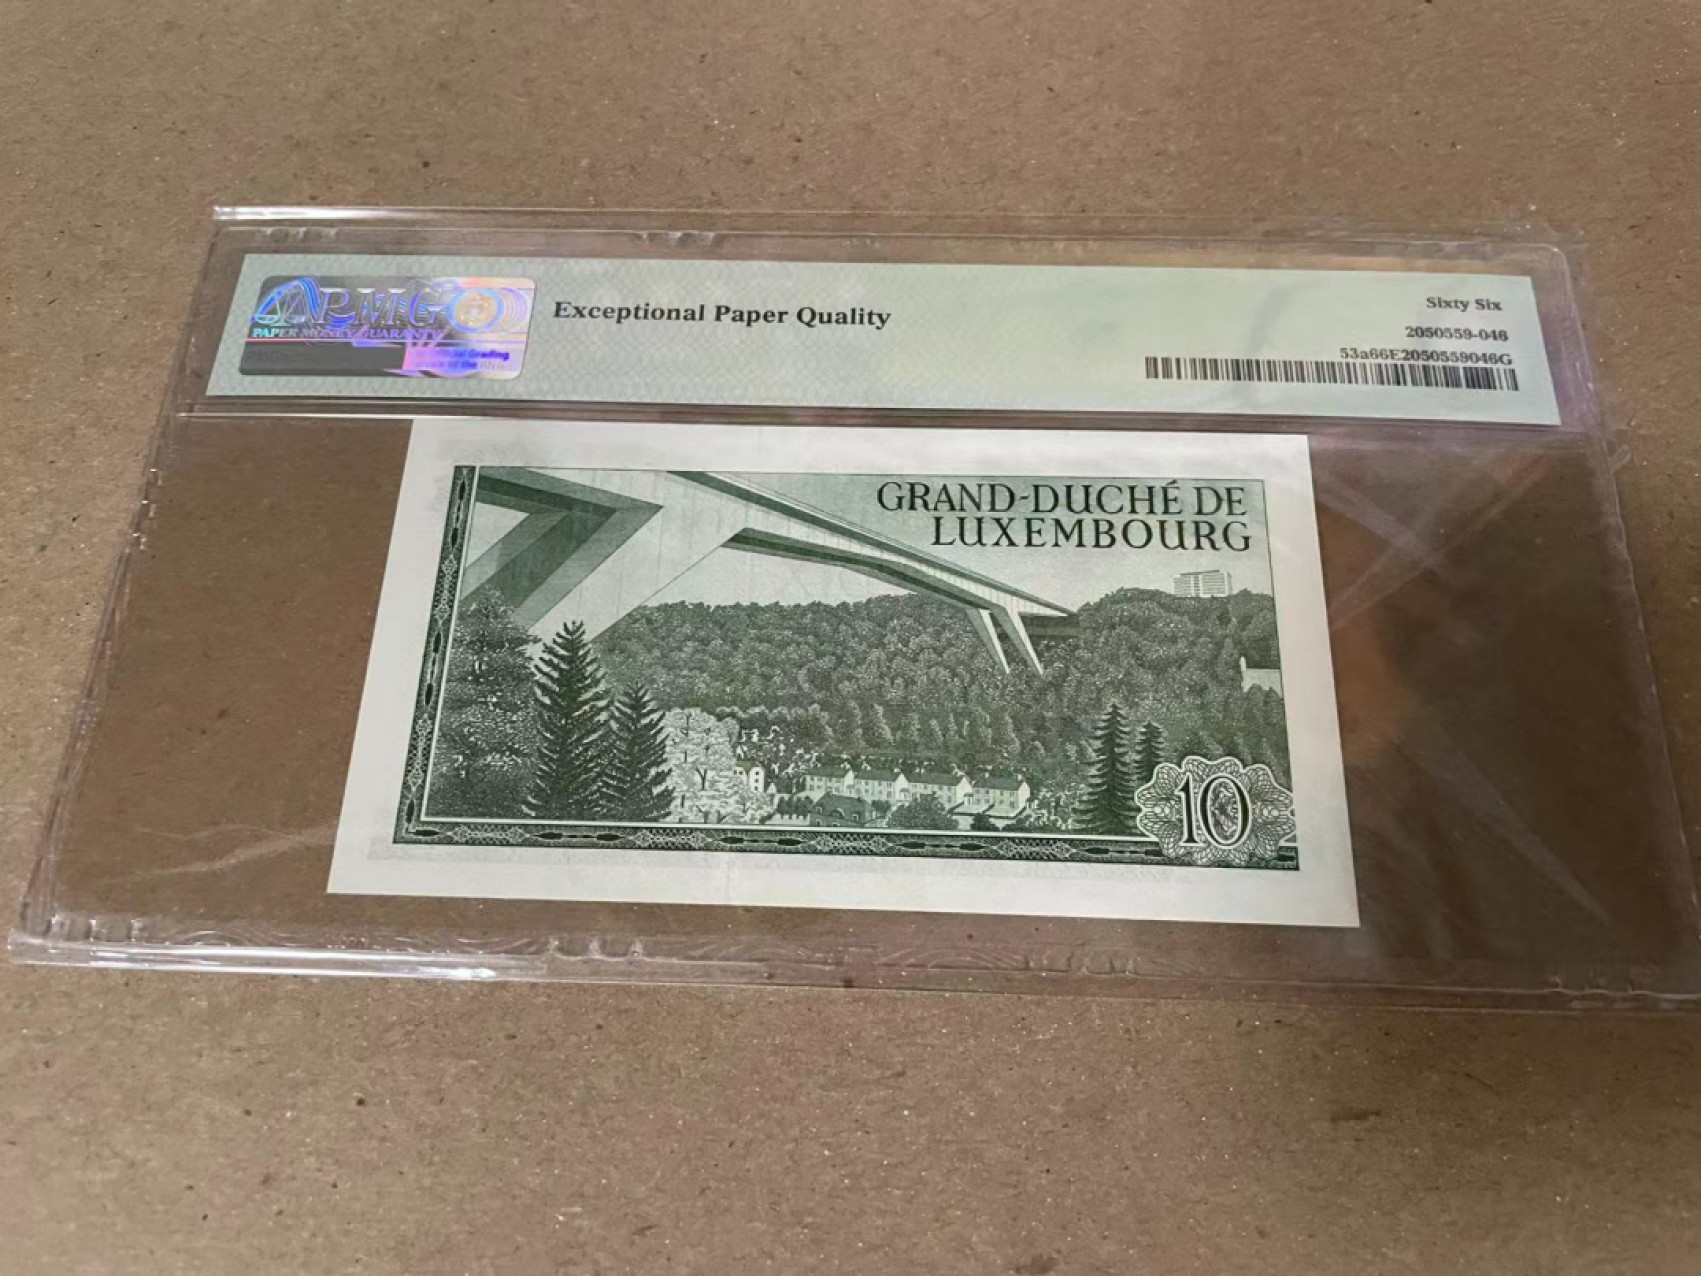 PMG
PAPER MONEY GUARANTY
Exceptional Paper Quality
Sixty Six
2050559-046
53a66E2050559046G
GRAND-DUCHÉ DE
LUXEMBOURG
10